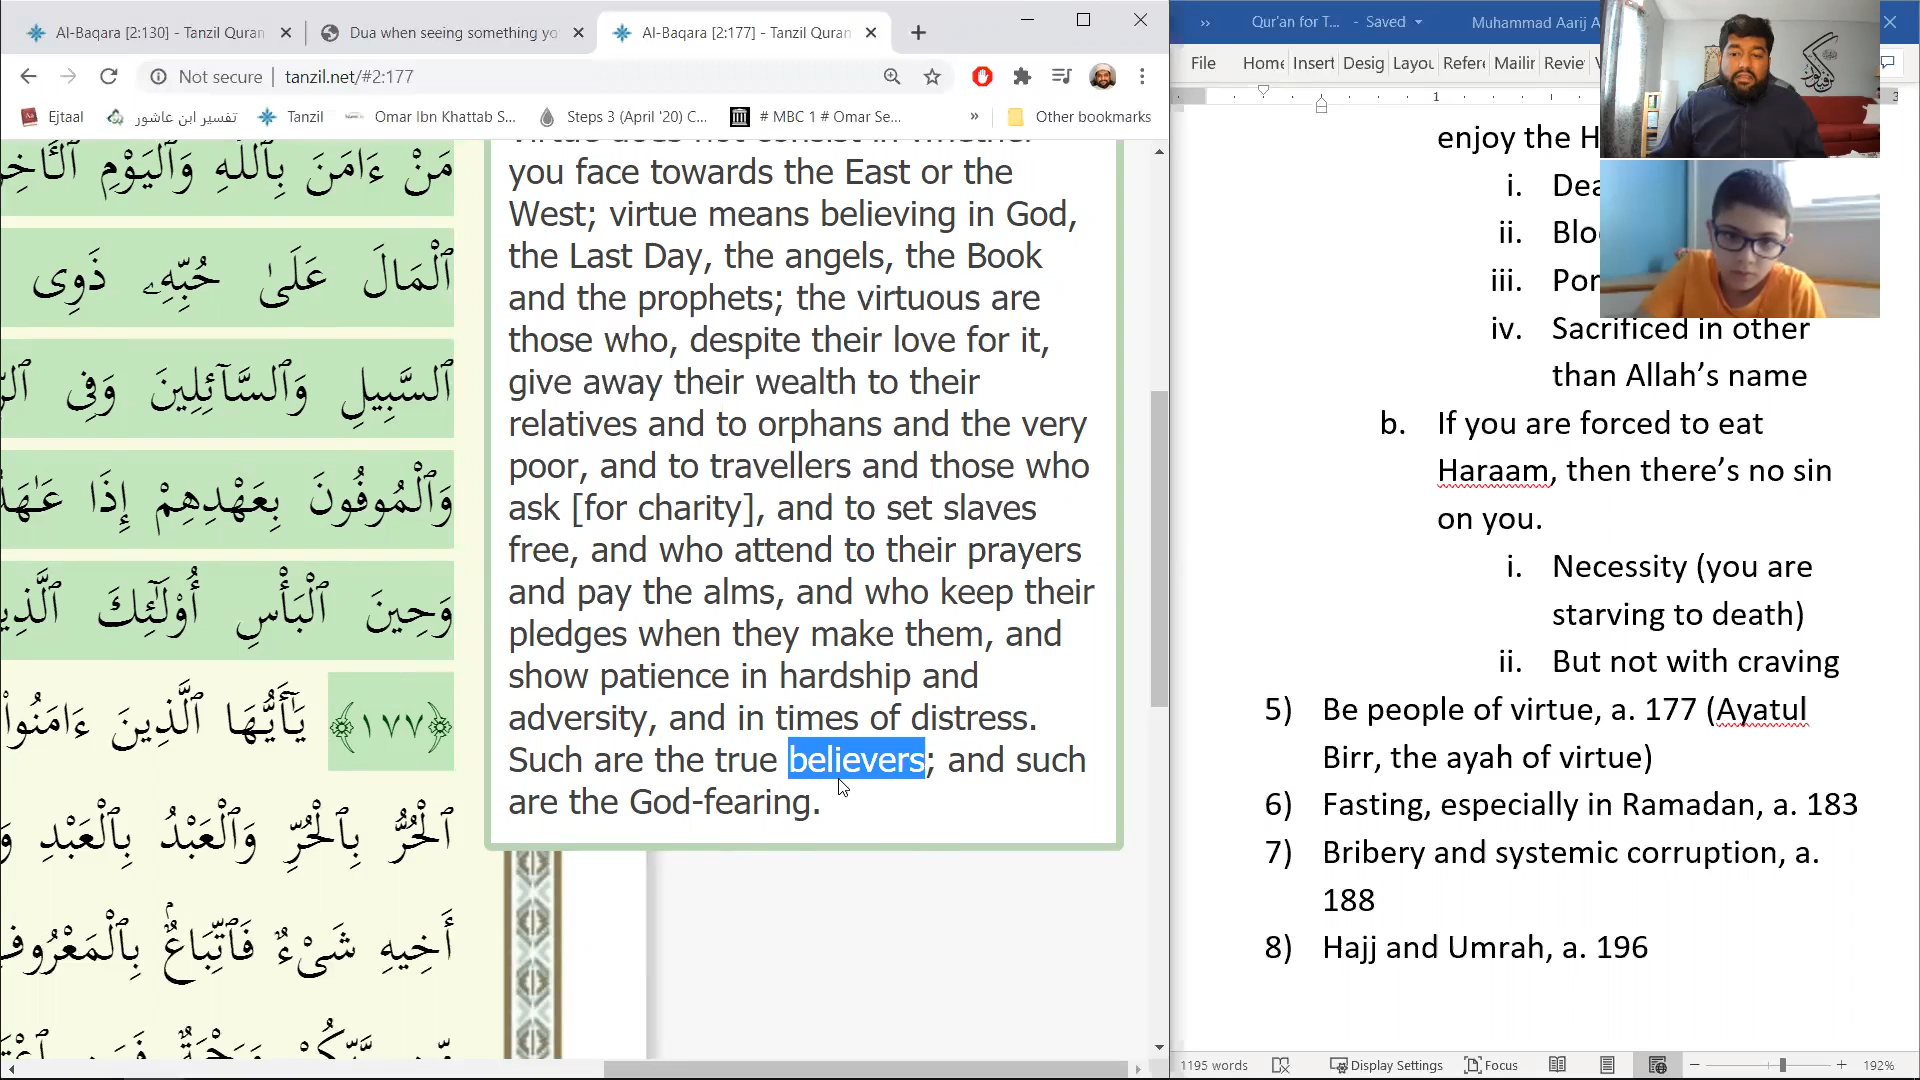 Al-Baqara [2:130] - Tanzil Quran
Dua when seeing something yo
Al-Baqara [2:177] - Tanzil Quran
Not secure | tanzil.net/#2:177
Ejtaal
تفسير ابن عاشور
Tanzil
Omar Ibn Khattab S...
Steps 3 (April '20) C...
# MBC 1 # Omar Se...
»
Other bookmarks
مَنْ ءَامَنَ بِٱللَّهِ وَٱلْيَوْمِ
ٱلْمَالَ عَلَىٰ حُبِّهِۦ ذَوِى
ٱلسَّبِيلِ وَٱلسَّآئِلِينَ وَفِى
وَٱلْمُوفُونَ بِعَهْدِهِمْ إِذَا
وَحِينَ ٱلْبَأْسِ أُو۟لَٰٓئِكَ
﴿١٧٧﴾ يَٰٓأَيُّهَا ٱلَّذِينَ ءَامَنُوا۟
ٱلْحُرُّ بِٱلْحُرِّ وَٱلْعَبْدُ بِٱلْعَبْدِ
أَخِيهِ شَىْءٌ فَٱتِّبَاعٌۢ
you face towards the East or the
West; virtue means believing in God,
the Last Day, the angels, the Book
and the prophets; the virtuous are
those who, despite their love for it,
give away their wealth to their
relatives and to orphans and the very
poor, and to travellers and those who
ask [for charity], and to set slaves
free, and who attend to their prayers
and pay the alms, and who keep their
pledges when they make them, and
show patience in hardship and
adversity, and in times of distress.
Such are the true believers; and such
are the God-fearing.
» Qur'an for T... - Saved
Muhammad Aarij A
File Home Insert Desig Layou Refere Mailin Revie
1
3
enjoy the H
i. Dea
ii. Blo
iii. Por
iv. Sacrificed in other
than Allah's name
b. If you are forced to eat
Haraam, then there's no sin
on you.
i. Necessity (you are
starving to death)
ii. But not with craving
5) Be people of virtue, a. 177 (Ayatul
Birr, the ayah of virtue)
6) Fasting, especially in Ramadan, a. 183
7) Bribery and systemic corruption, a.
188
8) Hajj and Umrah, a. 196
1195 words
Display Settings
Focus
192%